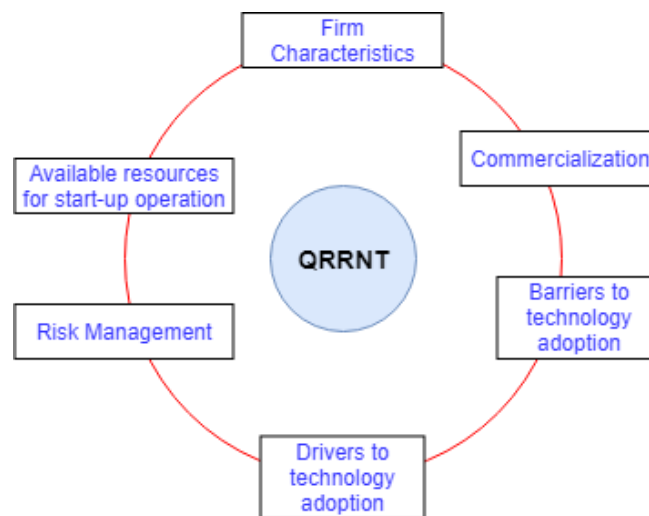 Firm
Characteristics
Commercialization
Available resources
for start-up operation
QRRNT
Barriers to
technology
adoption
Risk Management
Drivers to
technology
adoption